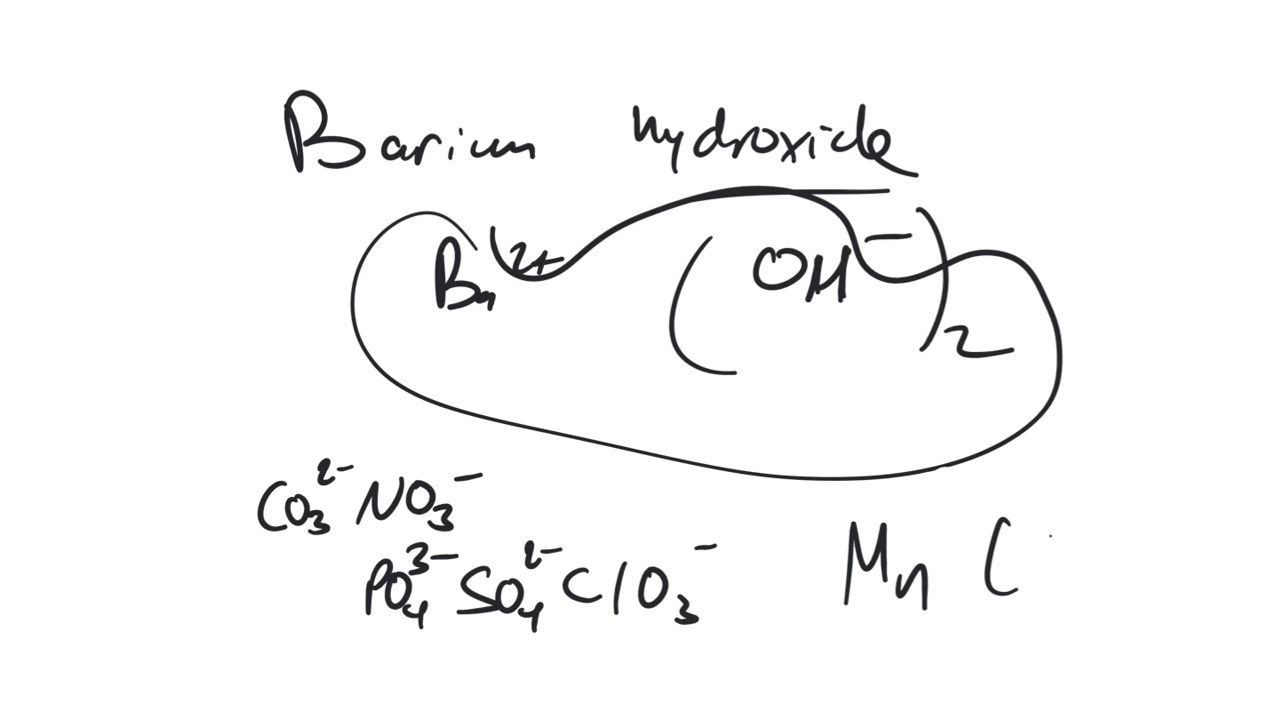 Barium hydroxide
Ba²⁺ (OH⁻)₂
CO₃²⁻ NO₃⁻
PO₄³⁻ SO₄²⁻ ClO₃⁻
Mn (